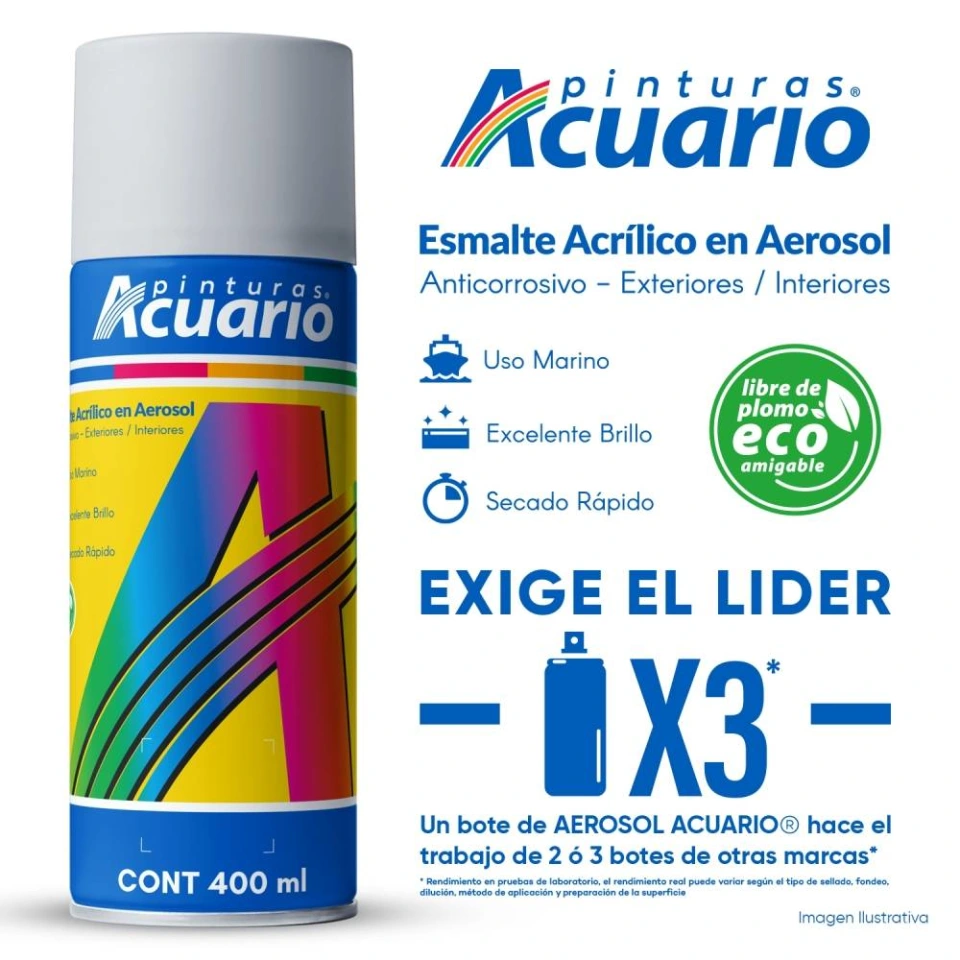 pinturas®
Acuario
Esmalte Acrílico en Aerosol
Anticorrosivo – Exteriores / Interiores
Uso Marino
Excelente Brillo
Secado Rápido
libre de
plomo
eco
amigable
EXIGE EL LIDER
X3*
Un bote de AEROSOL ACUARIO® hace el
trabajo de 2 ó 3 botes de otras marcas*
* Rendimiento en pruebas de laboratorio, el rendimiento real puede variar según el tipo de sellado, fondeo,
dilución, método de aplicación y preparación de la superficie
Imagen Ilustrativa
pinturas®
Acuario
Acrílico en Aerosol
– Exteriores / Interiores
Marino
Brillo
Rápido
CONT 400 ml